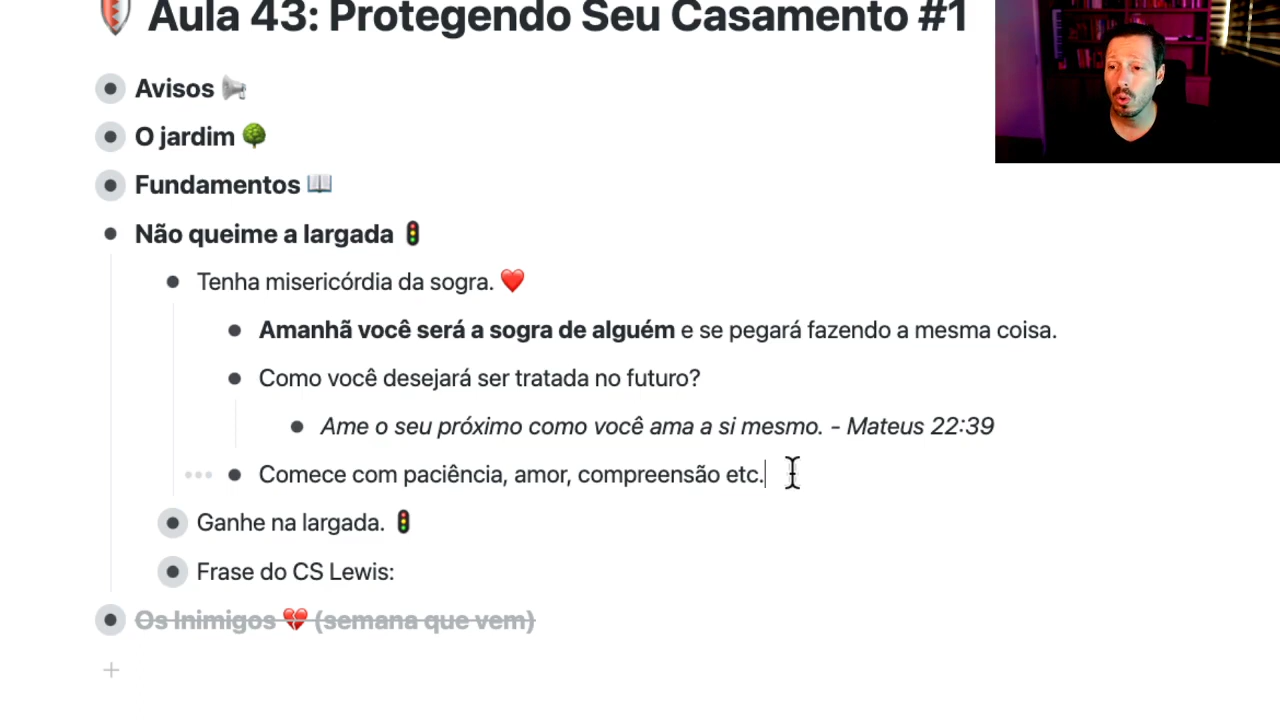 Aula 43: Protegendo Seu Casamento #1
Avisos 📢
O jardim 🌳
Fundamentos 📖
Não queime a largada 🚦
Tenha misericórdia da sogra. ❤️
Amanhã você será a sogra de alguém e se pegará fazendo a mesma coisa.
Como você desejará ser tratada no futuro?
Ame o seu próximo como você ama a si mesmo. - Mateus 22:39
Comece com paciência, amor, compreensão etc.
Ganhe na largada. 🚦
Frase do CS Lewis:
Os Inimigos 💔 (semana que vem)